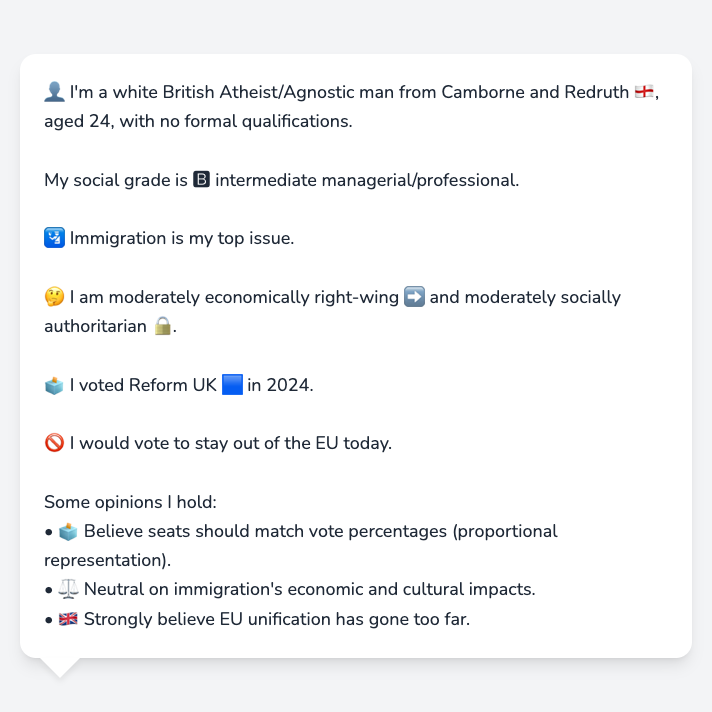 👤 I'm a white British Atheist/Agnostic man from Camborne and Redruth 🏴󠁧󠁢󠁥󠁮󠁧󠁿,
aged 24, with no formal qualifications.
My social grade is 🅱 intermediate managerial/professional.
🛂 Immigration is my top issue.
🤔 I am moderately economically right-wing ➡️ and moderately socially
authoritarian 🔒.
🗳️ I voted Reform UK 🟦 in 2024.
🚫 I would vote to stay out of the EU today.
Some opinions I hold:
• 🗳️ Believe seats should match vote percentages (proportional
representation).
• ⚖️ Neutral on immigration's economic and cultural impacts.
• 🇬🇧 Strongly believe EU unification has gone too far.